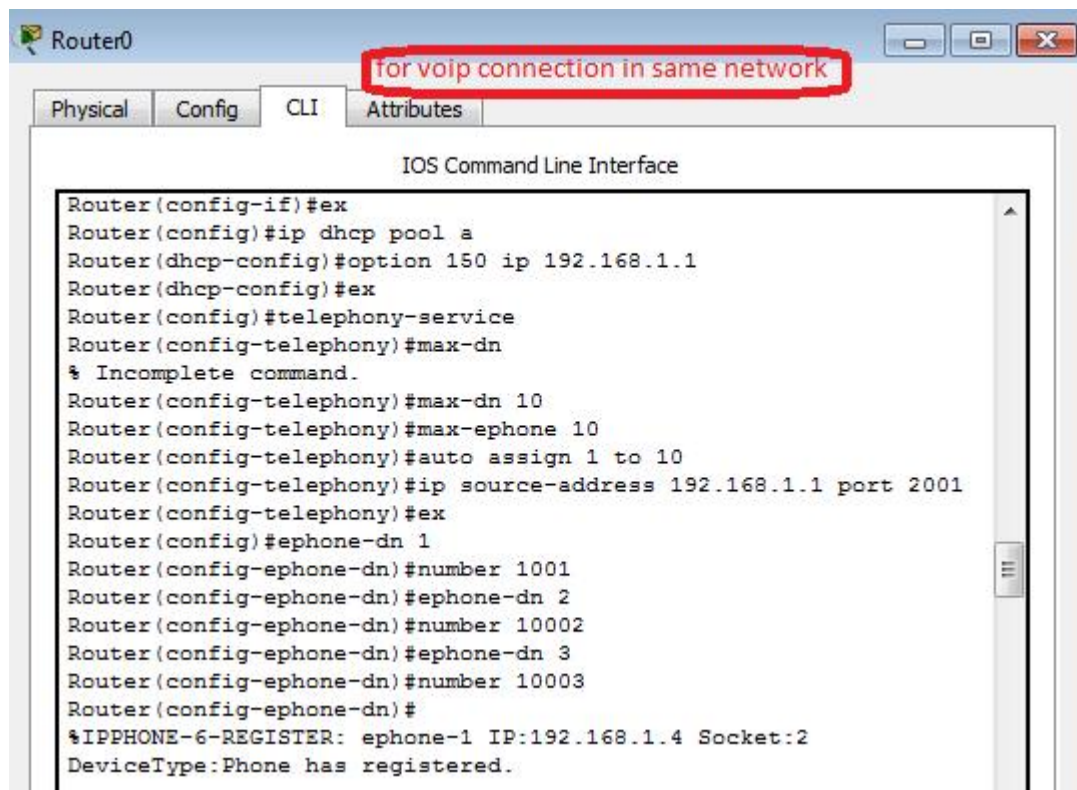 Router0
for voip connection in same network
Physical Config CLI Attributes
IOS Command Line Interface
Router(config-if)#ex
Router(config)#ip dhcp pool a
Router(dhcp-config)#option 150 ip 192.168.1.1
Router(dhcp-config)#ex
Router(config)#telephony-service
Router(config-telephony)#max-dn
% Incomplete command.
Router(config-telephony)#max-dn 10
Router(config-telephony)#max-ephone 10
Router(config-telephony)#auto assign 1 to 10
Router(config-telephony)#ip source-address 192.168.1.1 port 2001
Router(config-telephony)#ex
Router(config)#ephone-dn 1
Router(config-ephone-dn)#number 1001
Router(config-ephone-dn)#ephone-dn 2
Router(config-ephone-dn)#number 10002
Router(config-ephone-dn)#ephone-dn 3
Router(config-ephone-dn)#number 10003
Router(config-ephone-dn)#
%IPPHONE-6-REGISTER: ephone-1 IP:192.168.1.4 Socket:2
DeviceType:Phone has registered.